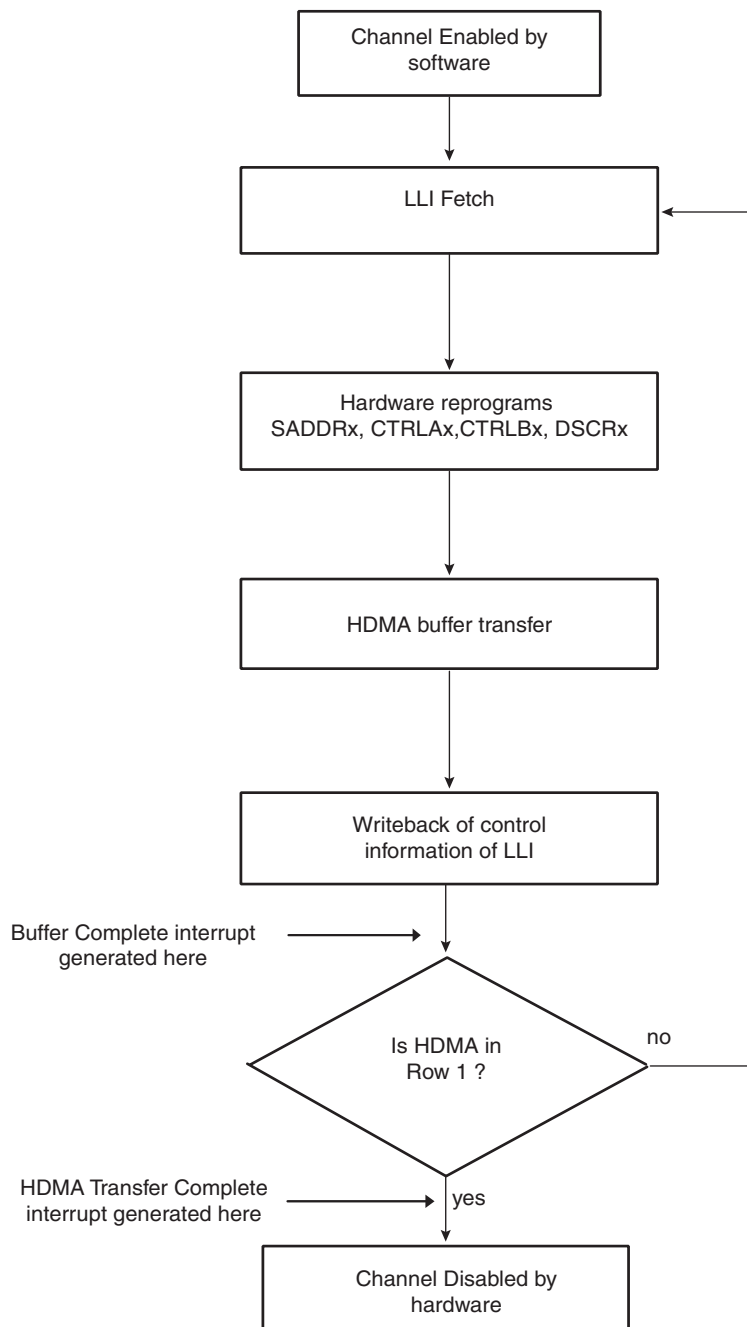 Channel Enabled by
software
LLI Fetch
Hardware reprograms
SADDRx, CTRLAx,CTRLBx, DSCRx
HDMA buffer transfer
Writeback of control
information of LLI
Buffer Complete interrupt
generated here
Is HDMA in
Row 1 ?
no
HDMA Transfer Complete
interrupt generated here
yes
Channel Disabled by
hardware